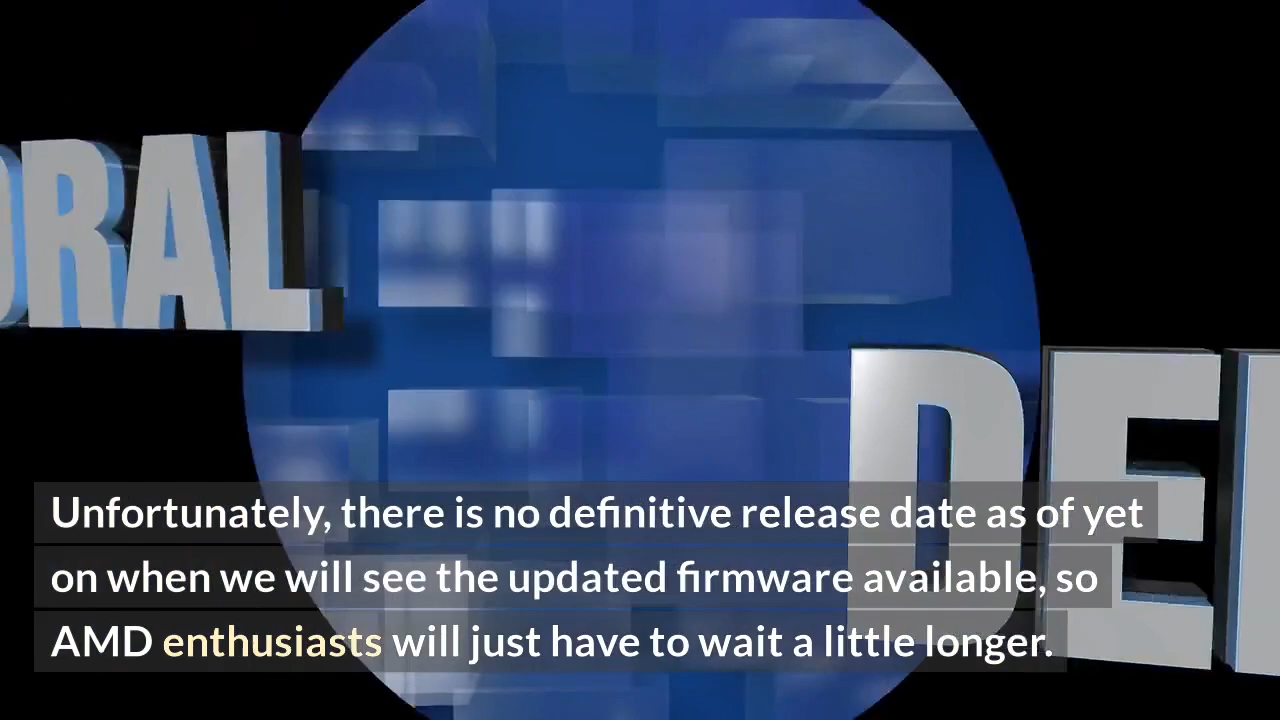 ORAL
DE
Unfortunately, there is no definitive release date as of yet
on when we will see the updated firmware available, so
AMD enthusiasts will just have to wait a little longer.